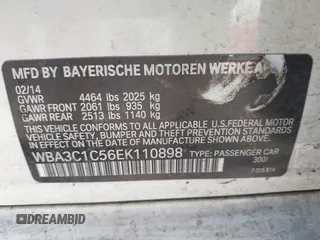 MFD BY BAYERISCHE MOTOREN WERKE A
02/14
GVWR 4464 lbs 2025 kg
GAWR FRONT 2061 lbs 935 kg
GAWR REAR 2513 lbs 1140 kg
THIS VEHICLE CONFORMS TO ALL APPLICABLE
U.S. FEDERAL MOTOR VEHICLE SAFETY, BUMPER AND THEFT PREVENTION
STANDARDS IN EFFECT ON THE DATE OF MANUFACTURE SHOWN ABOVE.
WBA3C1C56EK110898 TYPE: PASSENGER CAR
300/
© DREAMBID
dreambid.com